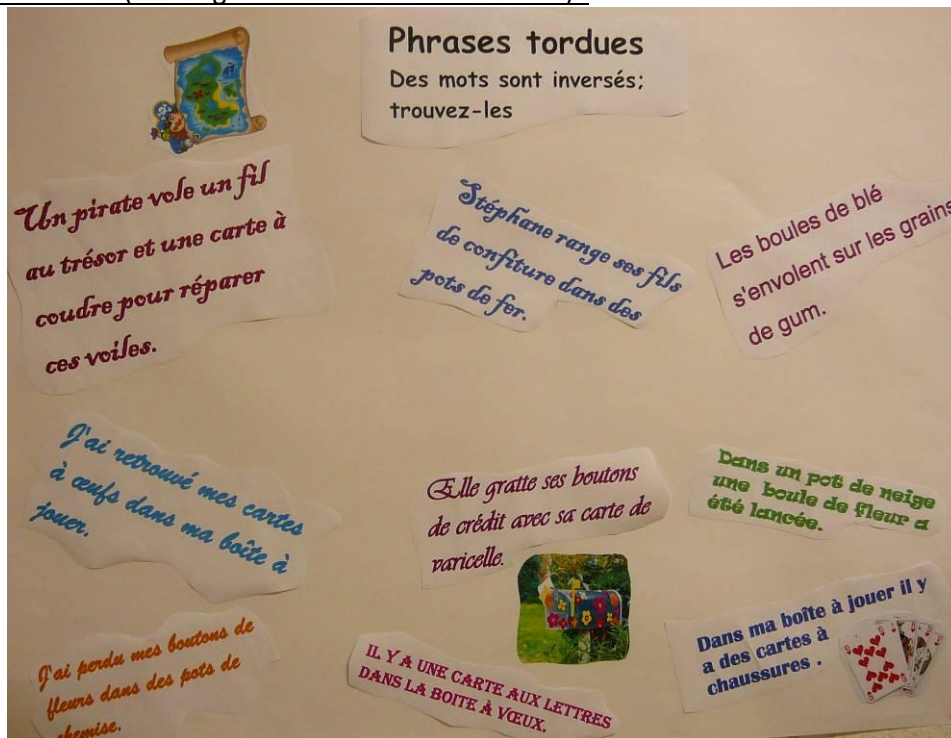 Phrases tordues
Des mots sont inversés;
trouvez-les
Un pirate vole un fil
au trésor et une carte à
coudre pour réparer
ces voiles.
Stéphane range ses fils
de confiture dans des
pots de fer.
Les boules de blé
s'envolent sur les grains
de gum.
J'ai retrouvé mes cartes
à œufs dans ma boîte à
jouer.
Elle gratte ses boutons
de crédit avec sa carte de
varicelle.
Dans un pot de neige
une boule de fleur a
été lancée.
J'ai perdu mes boutons de
fleurs dans des pots de
chemise.
IL Y A UNE CARTE AUX LETTRES
DANS LA BOITE À VŒUX.
Dans ma boîte à jouer il y
a des cartes à
chaussures .